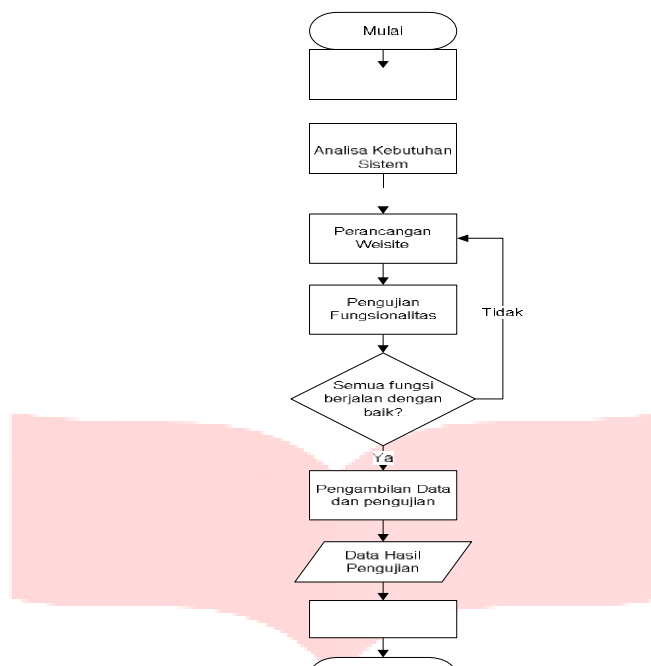 Mulai
Analisa Kebutuhan
Sistem
Perancangan
Weisite
Pengujian
Fungsionalitas
Tidak
Semua fungsi
berjalan dengan
baik?
Ya
Pengambilan Data
dan pengujian
Data Hasil
Pengujian